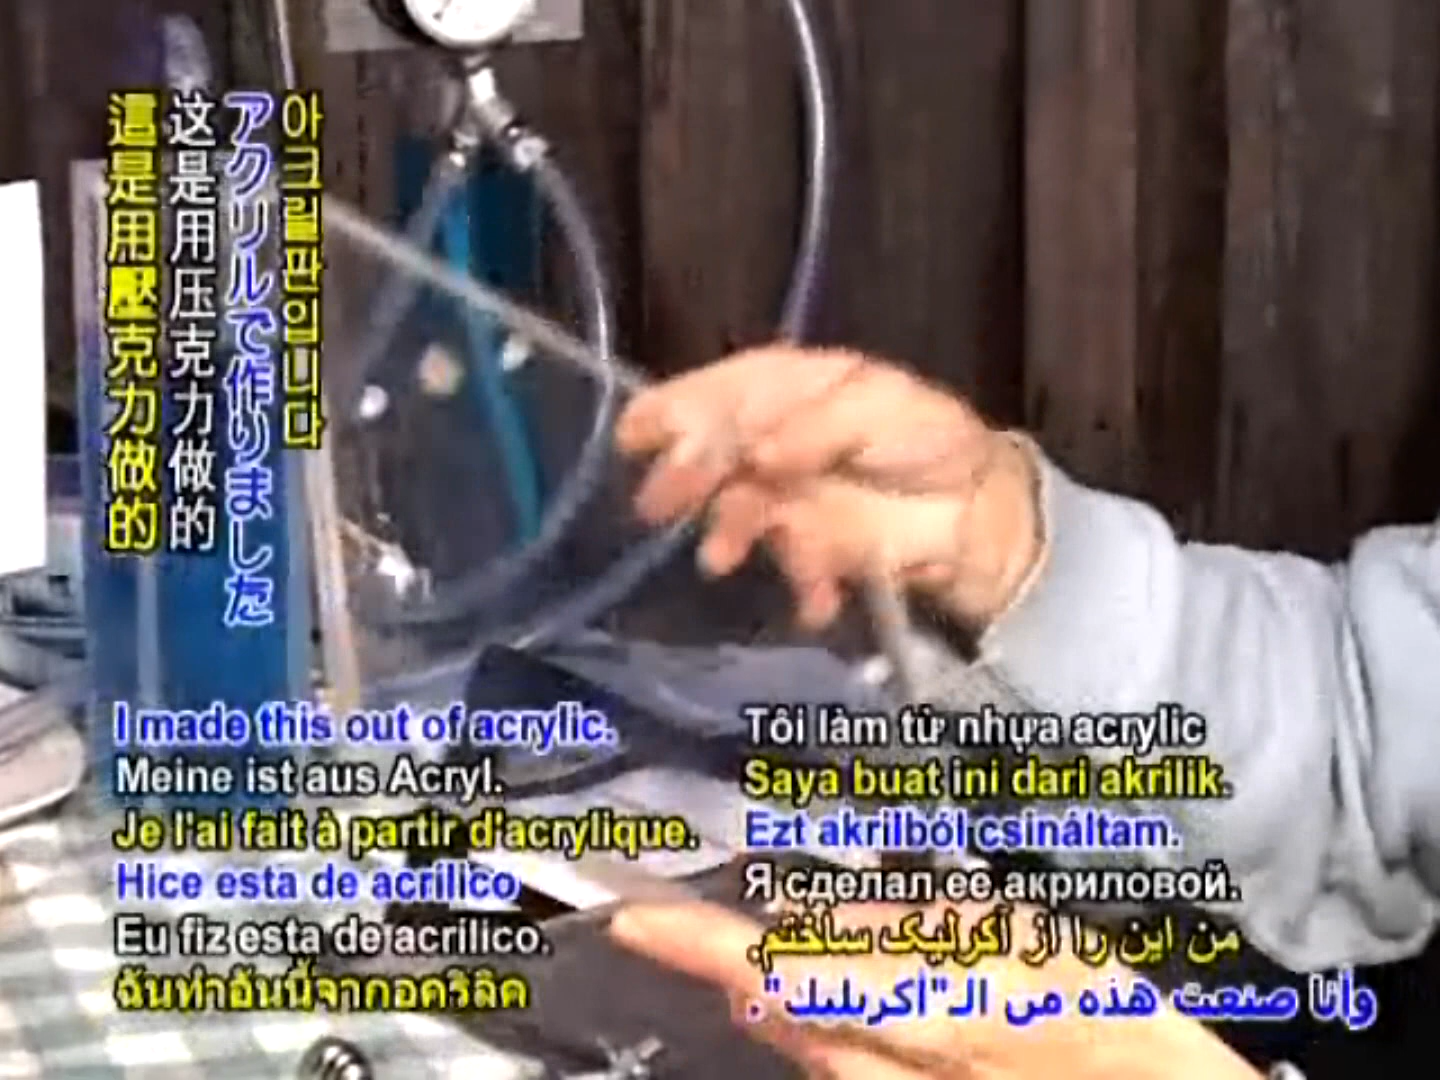 這是用壓克力做的
这是用压克力做的
アクリルで作りました
아크릴판입니다
I made this out of acrylic.
Meine ist aus Acryl.
Je l'ai fait à partir d'acrylique.
Hice esta de acrílico
Eu fiz esta de acrílico.
ฉันทำอันนี้จากอคริลิค
Tôi làm từ nhựa acrylic
Saya buat ini dari akrilik.
Ezt akrilból csináltam.
Я сделал ее акриловой.
من این را از آکرلیک ساختم.
وأنا صنعت هذه من الـ"أكريليك".